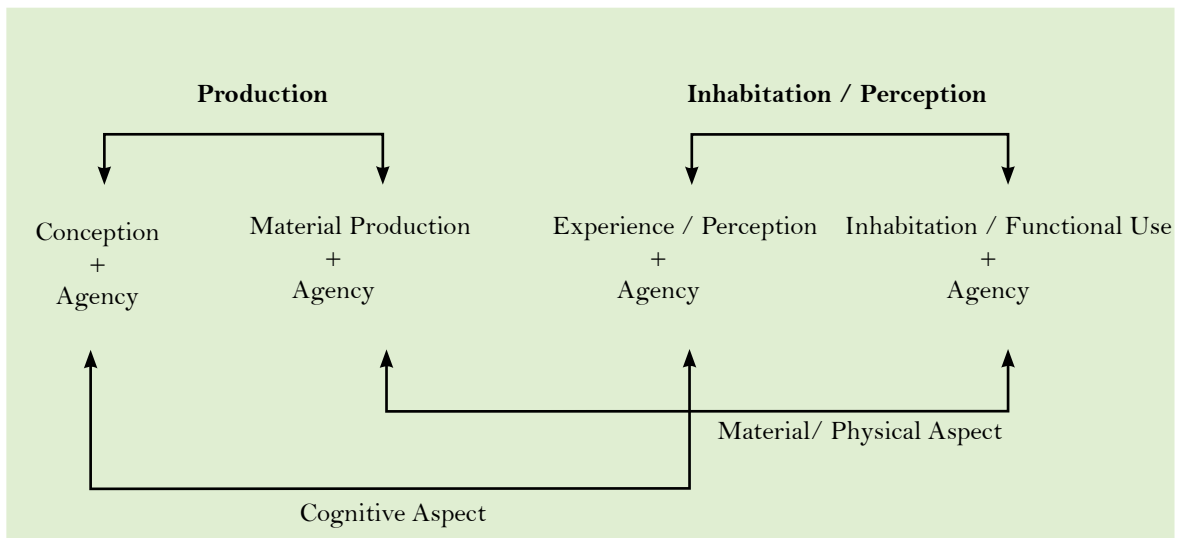 Production
Inhabitation / Perception
Conception
+
Agency
Material Production
+
Agency
Experience / Perception
+
Agency
Inhabitation / Functional Use
+
Agency
Material/ Physical Aspect
Cognitive Aspect